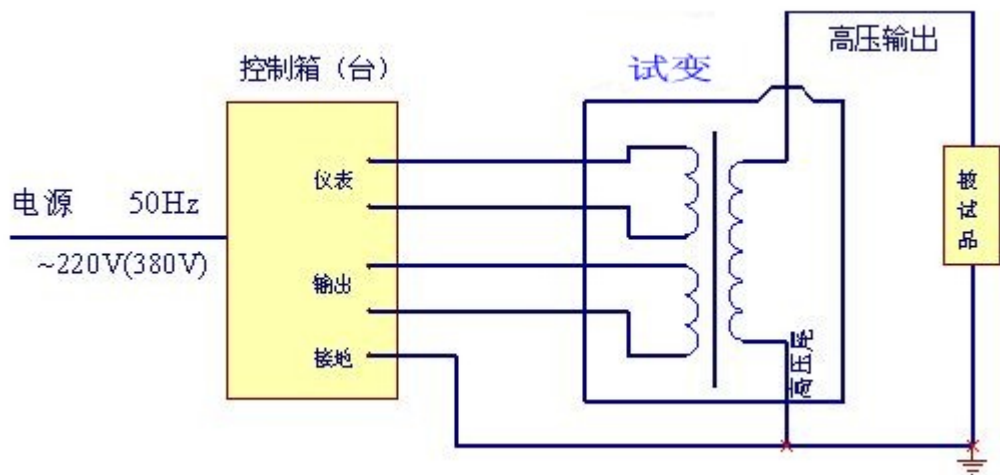 控制箱（台）
试变
高压输出
仪表
电源 50Hz
~220V(380V)
输出
接地
高压尾
品试被